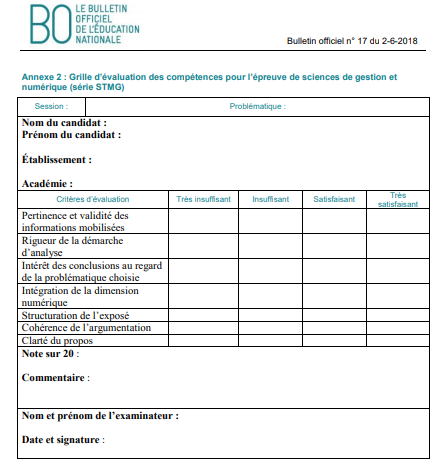 BO LE BULLETIN
OFFICIEL
DE L'ÉDUCATION
NATIONALE
Bulletin officiel n° 17 du 2-6-2018
Annexe 2 : Grille d'évaluation des compétences pour l'épreuve de sciences de gestion et
numérique (série STMG)
Session : Problématique :
Nom du candidat :
Prénom du candidat :
Établissement :
Académie :
Critères d'évaluation Très insuffisant Insuffisant Satisfaisant Très satisfaisant
Pertinence et validité des
informations mobilisées
Rigueur de la démarche
d'analyse
Intérêt des conclusions au regard
de la problématique choisie
Intégration de la dimension
numérique
Structuration de l'exposé
Cohérence de l'argumentation
Clarté du propos
Note sur 20 :
Commentaire :
Nom et prénom de l'examinateur :
Date et signature :